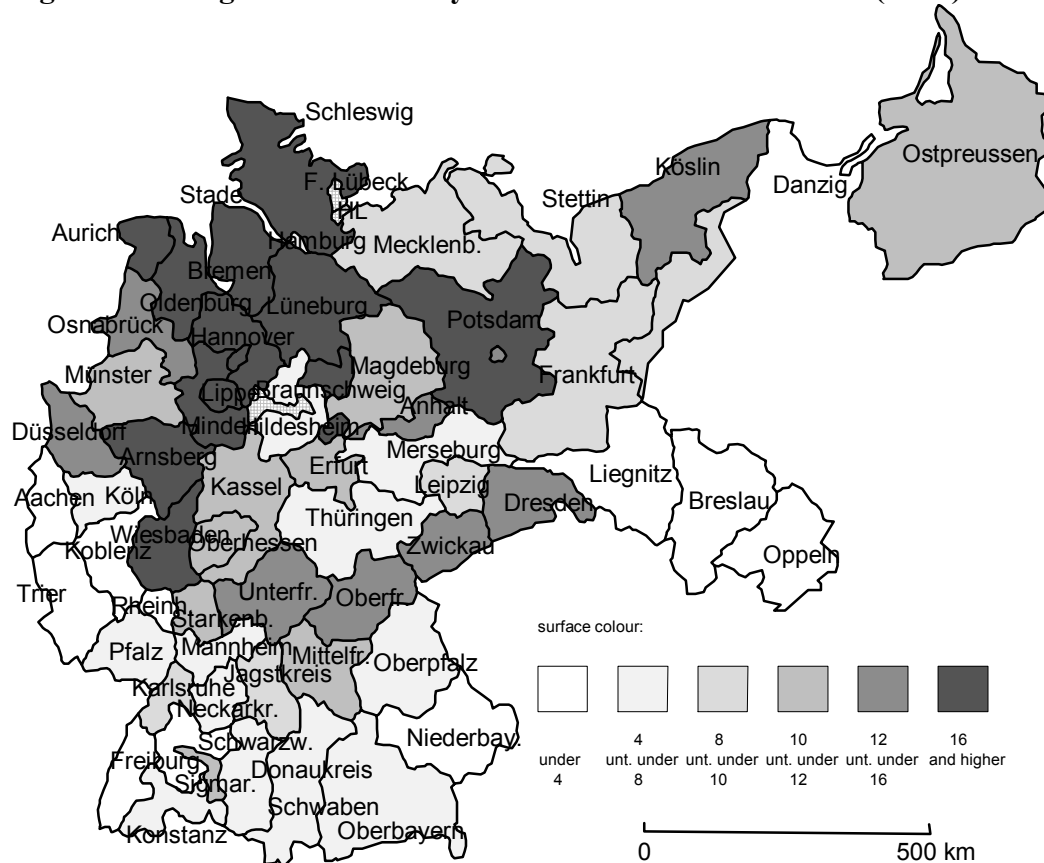 Schleswig
F. Lübeck
HL
Stade
Hamburg
Aurich
Bremen
Mecklenb.
Stettin
Köslin
Danzig
Ostpreussen
Oldenburg
Lüneburg
Osnabrück
Hannover
Potsdam
Münster
Magdeburg
Frankfurt
Lippe
Braunschweig
Anhalt
Düsseldorf
Minden
Hildesheim
Arnsberg
Merseburg
Erfurt
Leipzig
Liegnitz
Aachen
Köln
Kassel
Dresden
Breslau
Thüringen
Wiesbaden
Koblenz
Oberhessen
Zwickau
Oppeln
Trier
Rheinh.
Unterfr.
Oberfr.
Starkenb.
Pfalz
Mannheim
Mittelfr.
Oberpfalz
Jagstkreis
Karlsruhe
Neckarkr.
Schwarzw.
Niederbay.
Freiburg
Sigmar.
Donaukreis
Schwaben
Konstanz
Oberbayern
surface colour:
4 8 10 12 16
under unt. under unt. under unt. under unt. under and higher
4 8 10 12 16
0 500 km